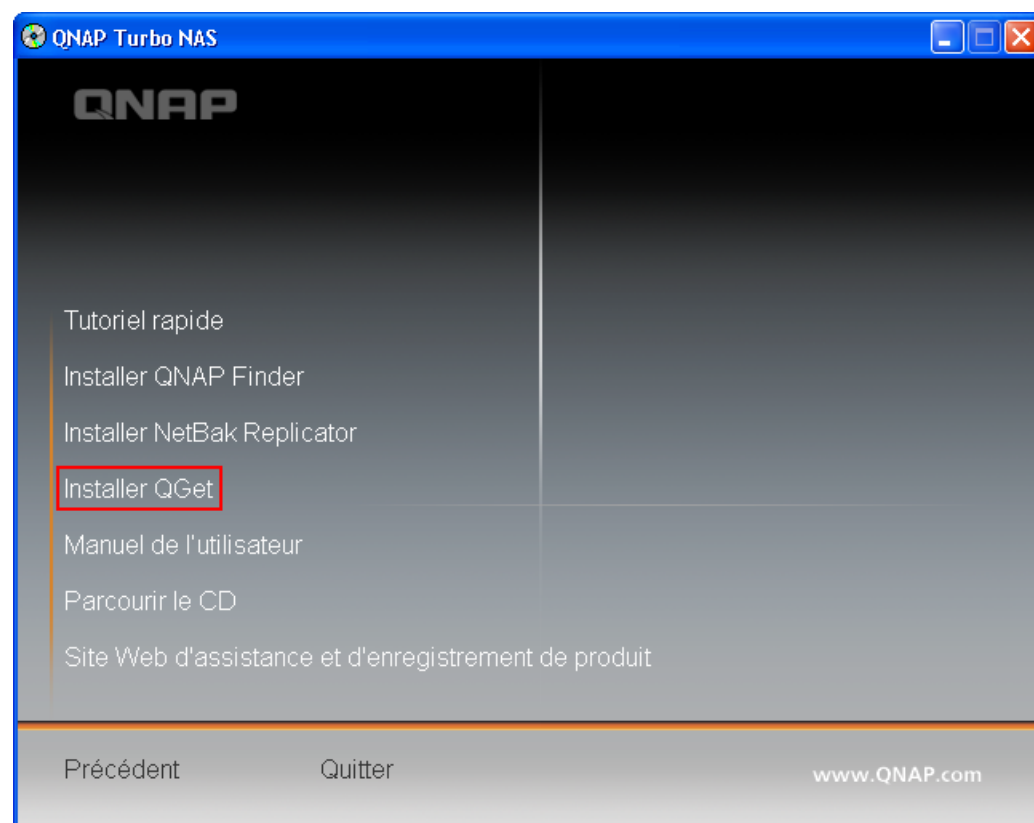 QNAP Turbo NAS
QNAP
Tutoriel rapide
Installer QNAP Finder
Installer NetBak Replicator
Installer QGet
Manuel de l'utilisateur
Parcourir le CD
Site Web d'assistance et d'enregistrement de produit
Précédent Quitter www.QNAP.com